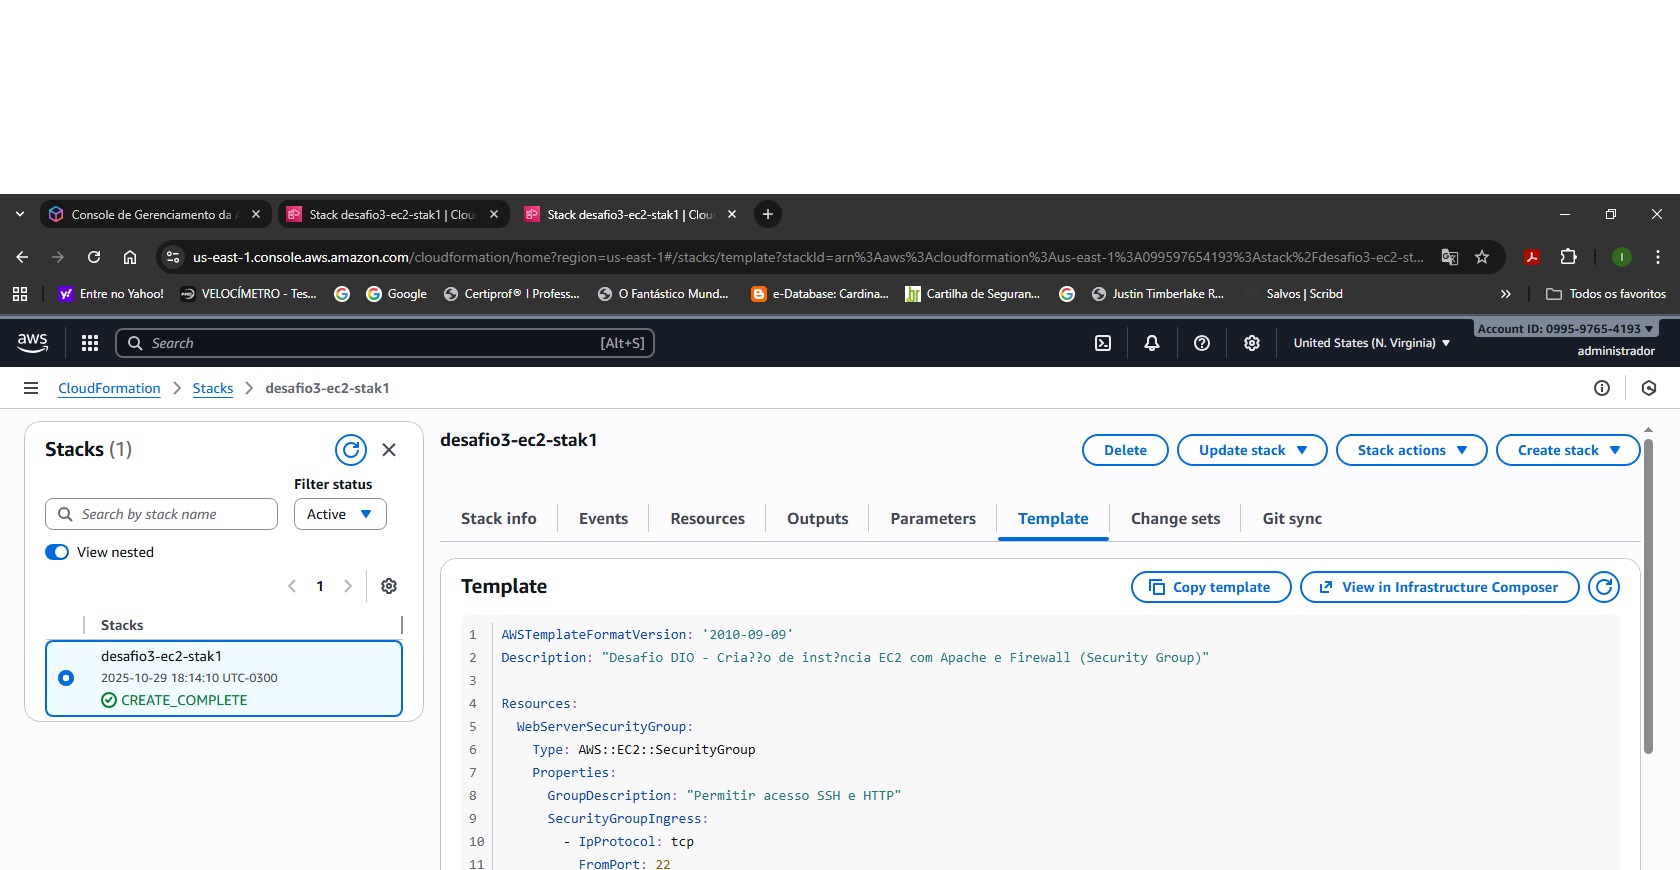 Console de Gerenciamento da
Stack desafio3-ec2-stak1 | Clou
Stack desafio3-ec2-stak1 | Clou
us-east-1.console.aws.amazon.com/cloudformation/home?region=us-east-1#/stacks/template?stackId=arn%3Aaws%3Acloudformation%3Aus-east-1%3A099597654193%3Astack%2Fdesafio3-ec2-st...
I
Entre no Yahoo!
VELOCÍMETRO - Tes...
Google
Certiprof® I Profess...
O Fantástico Mund...
e-Database: Cardina...
Cartilha de Seguran...
Justin Timberlake R...
Salvos | Scribd
Todos os favoritos
aws
Search
[Alt+S]
United States (N. Virginia)
Account ID: 0995-9765-4193
administrador
CloudFormation
Stacks
desafio3-ec2-stak1
Stacks (1)
Filter status
Search by stack name
Active
View nested
1
Stacks
desafio3-ec2-stak1
2025-10-29 18:14:10 UTC-0300
CREATE_COMPLETE
desafio3-ec2-stak1
Delete
Update stack
Stack actions
Create stack
Stack info
Events
Resources
Outputs
Parameters
Template
Change sets
Git sync
Template
Copy template
View in Infrastructure Composer
1 AWSTemplateFormatVersion: '2010-09-09'
2 Description: "Desafio DIO - Cria??o de inst?ncia EC2 com Apache e Firewall (Security Group)"
3
4 Resources:
5 WebServerSecurityGroup:
6 Type: AWS::EC2::SecurityGroup
7 Properties:
8 GroupDescription: "Permitir acesso SSH e HTTP"
9 SecurityGroupIngress:
10 - IpProtocol: tcp
11 FromPort: 22